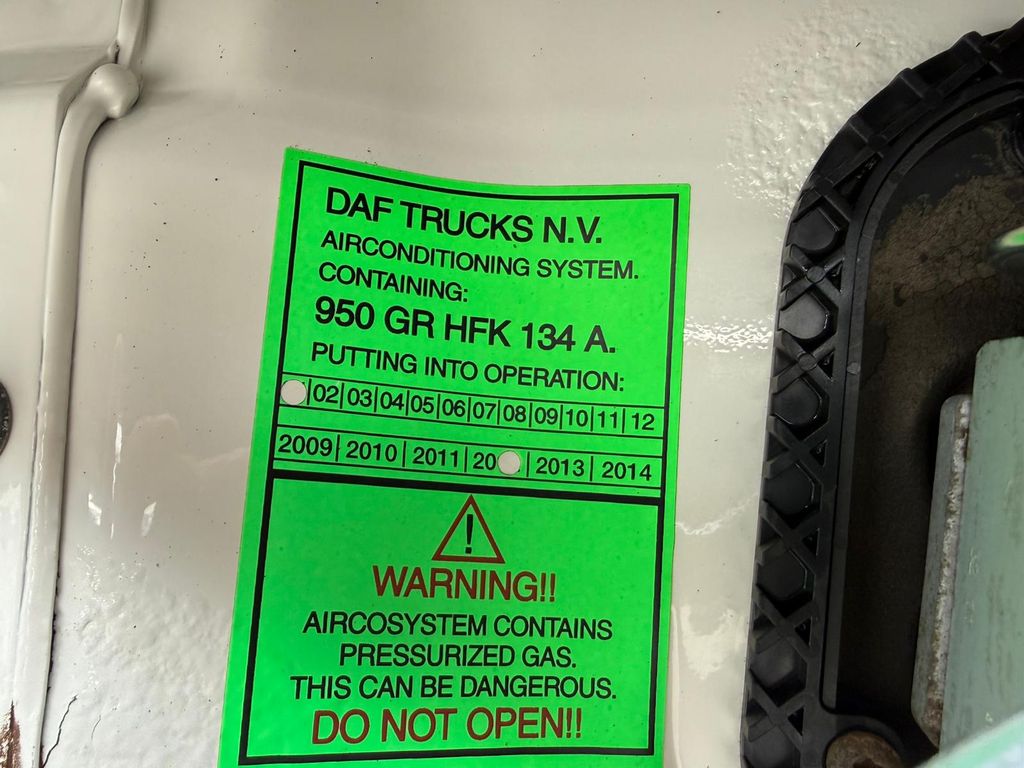 DAF TRUCKS N.V.
AIRCONDITIONING SYSTEM.
CONTAINING:
950 GR HFK 134 A.
PUTTING INTO OPERATION:
|02|03|04|05|06|07|08|09|10|11|12
2009|2010|2011|20 |2013|2014
!
WARNING!!
AIRCOSYSTEM CONTAINS
PRESSURIZED GAS.
THIS CAN BE DANGEROUS.
DO NOT OPEN!!